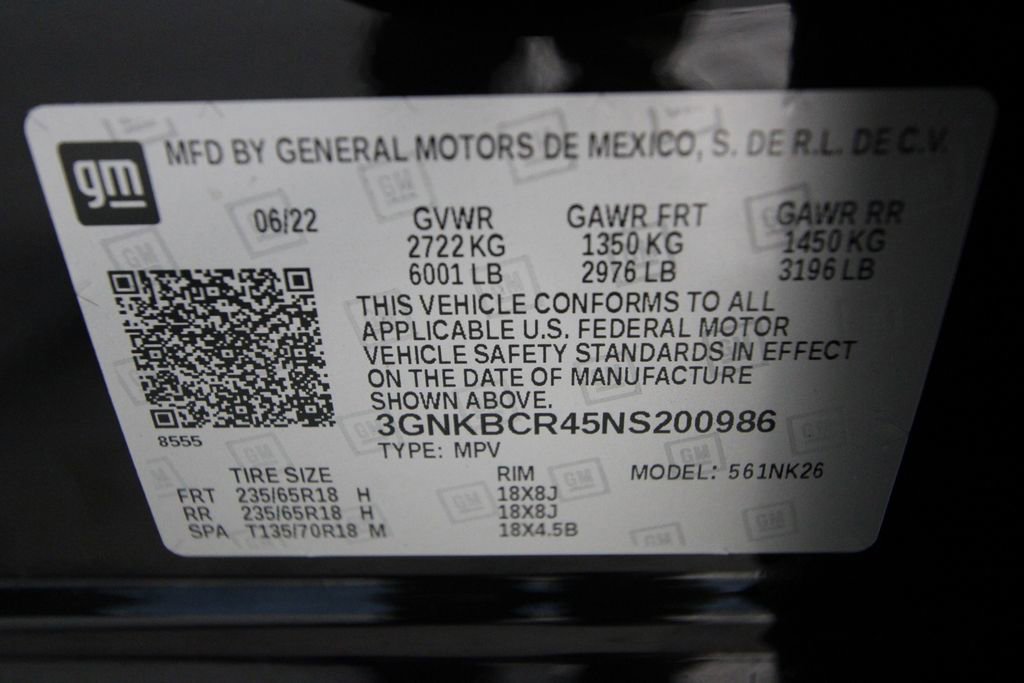 gm
MFD BY GENERAL MOTORS DE MEXICO, S. DE R.L. DE C.V.
06/22 GVWR GAWR FRT GAWR RR
2722 KG 1350 KG 1450 KG
6001 LB 2976 LB 3196 LB
THIS VEHICLE CONFORMS TO ALL
APPLICABLE U.S. FEDERAL MOTOR
VEHICLE SAFETY STANDARDS IN EFFECT
ON THE DATE OF MANUFACTURE
SHOWN ABOVE.
3GNKBCR45NS200986
8555
TYPE: MPV
TIRE SIZE RIM MODEL: 561NK26
FRT 235/65R18 H 18X8J
RR 235/65R18 H 18X8J
SPA T135/70R18 M 18X4.5B